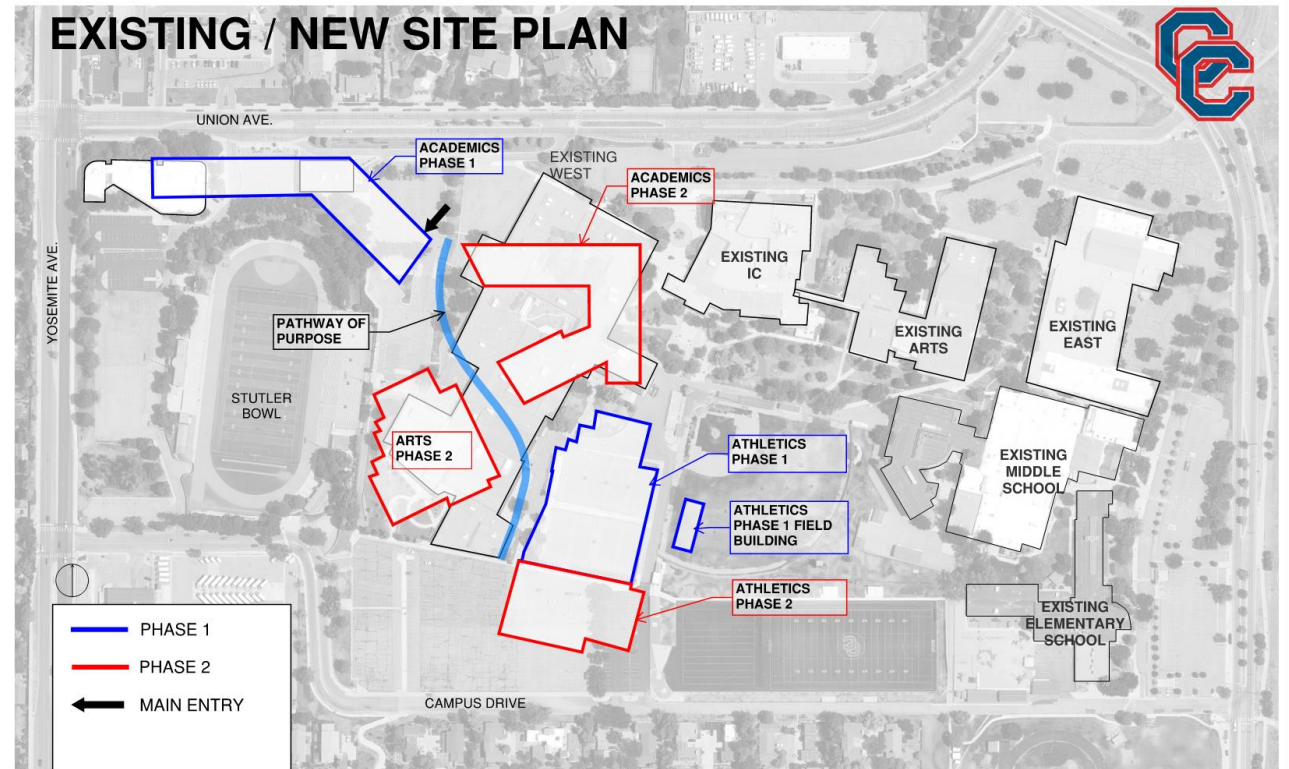 EXISTING / NEW SITE PLAN
CC
UNION AVE.
ACADEMICS
PHASE 1
EXISTING
WEST
ACADEMICS
PHASE 2
YOSEMITE AVE.
EXISTING
IC
EXISTING
ARTS
EXISTING
EAST
PATHWAY OF
PURPOSE
STUTLER
BOWL
ARTS
PHASE 2
ATHLETICS
PHASE 1
EXISTING
MIDDLE
SCHOOL
ATHLETICS
PHASE 1 FIELD
BUILDING
ATHLETICS
PHASE 2
EXISTING
ELEMENTARY
SCHOOL
PHASE 1
PHASE 2
MAIN ENTRY
CAMPUS DRIVE